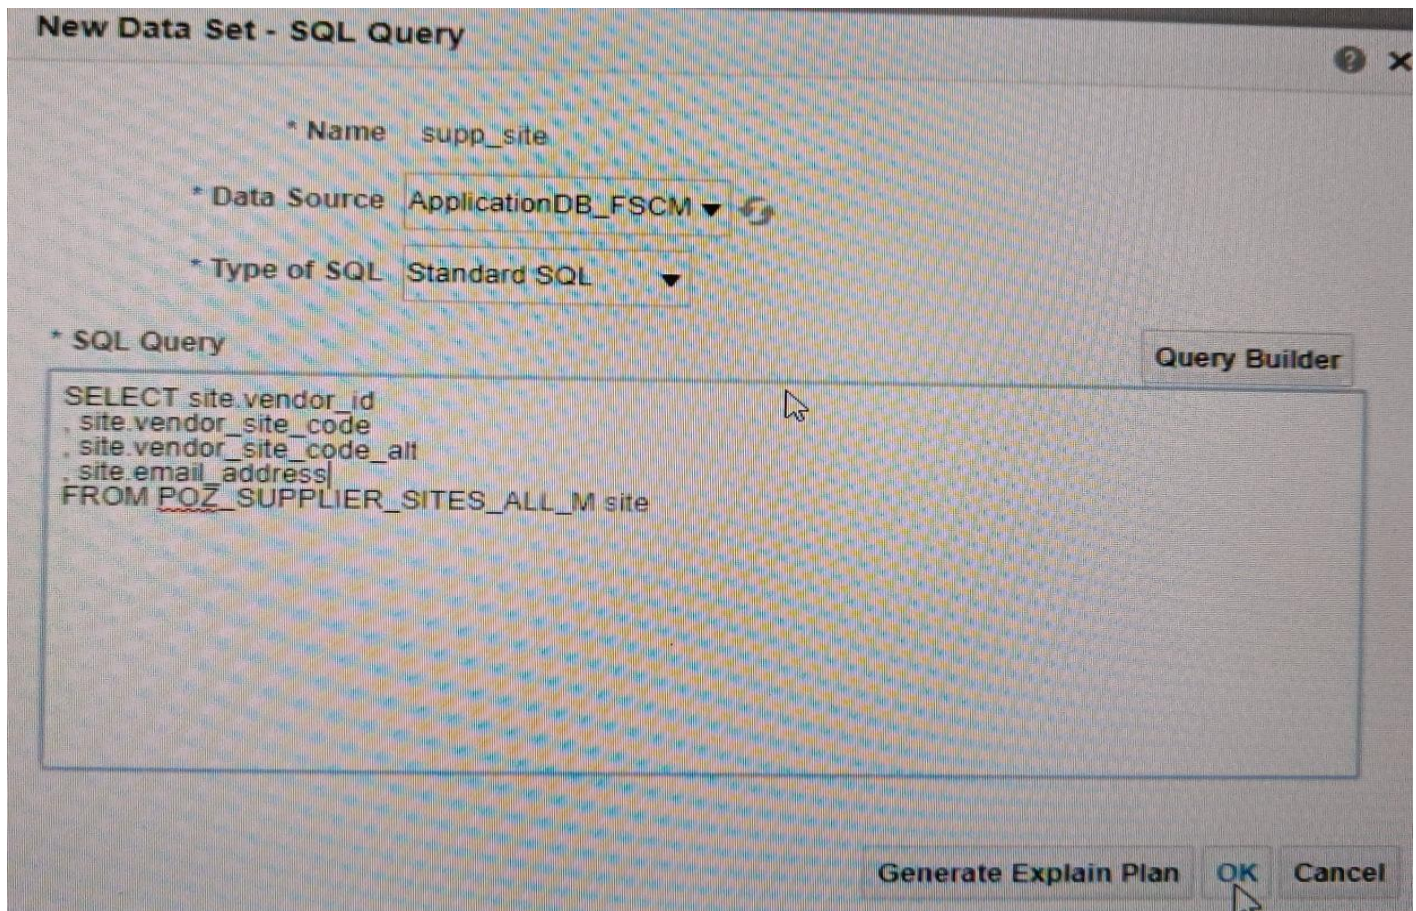 New Data Set - SQL Query
* Name supp_site
* Data Source ApplicationDB_FSCM
* Type of SQL Standard SQL
* SQL Query
Query Builder
SELECT site.vendor_id
, site.vendor_site_code
, site.vendor_site_code_alt
, site.email_address
FROM POZ_SUPPLIER_SITES_ALL_M site
Generate Explain Plan OK Cancel